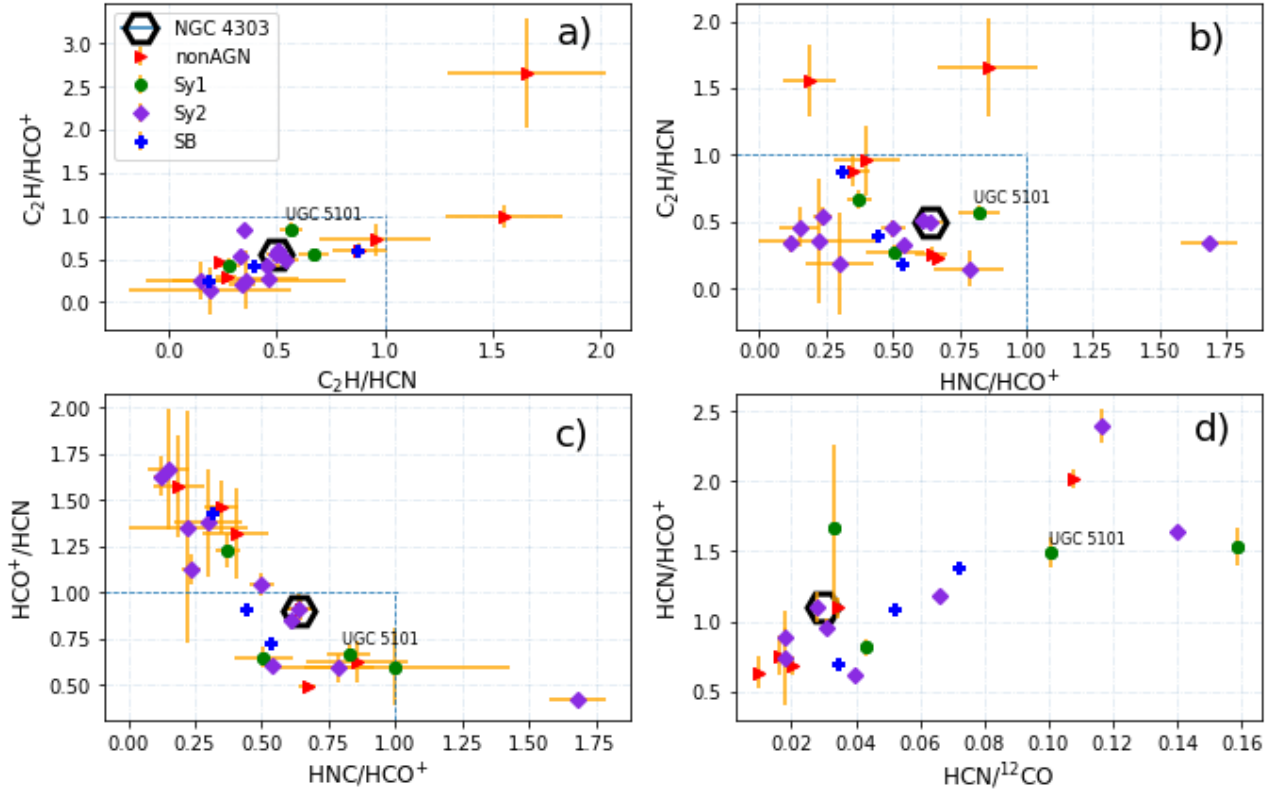 a)
NGC 4303
nonAGN
Sy1
Sy2
SB
UGC 5101
3.0
2.5
2.0
1.5
1.0
0.5
0.0
C₂H/HCO⁺
0.0 0.5 1.0 1.5 2.0
C₂H/HCN
b)
UGC 5101
2.0
1.5
1.0
0.5
0.0
C₂H/HCN
0.00 0.25 0.50 0.75 1.00 1.25 1.50 1.75
HNC/HCO⁺
c)
UGC 5101
2.00
1.75
1.50
1.25
1.00
0.75
0.50
HCO⁺/HCN
0.00 0.25 0.50 0.75 1.00 1.25 1.50 1.75
HNC/HCO⁺
d)
UGC 5101
2.5
2.0
1.5
1.0
0.5
HCN/HCO⁺
0.02 0.04 0.06 0.08 0.10 0.12 0.14 0.16
HCN/¹²CO